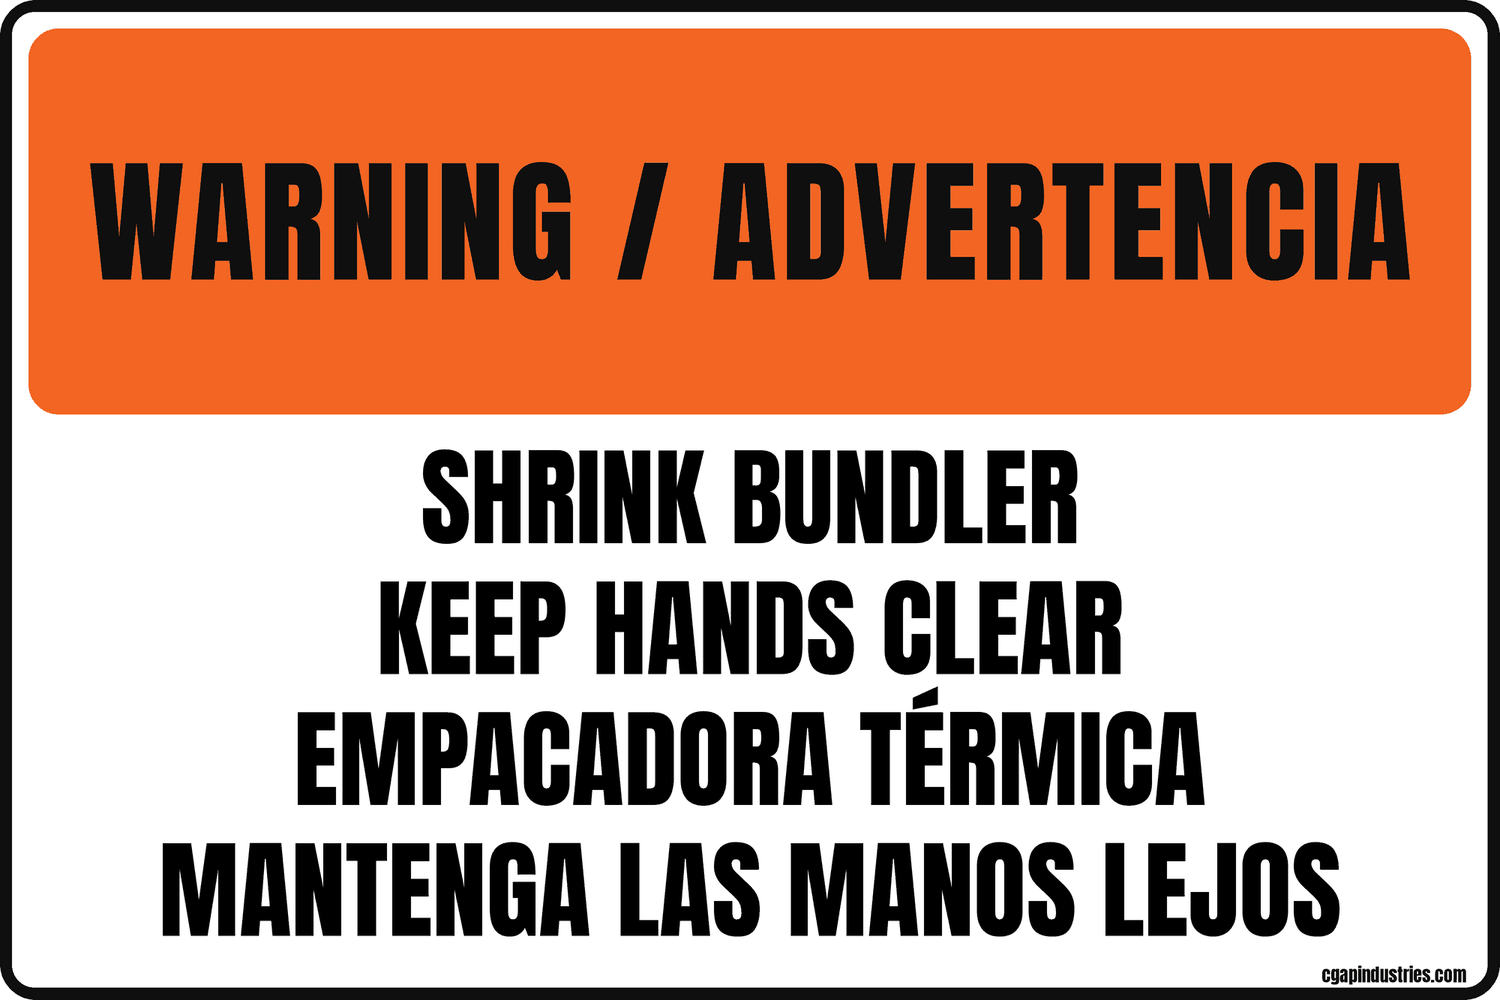 WARNING / ADVERTENCIA
SHRINK BUNDLER
KEEP HANDS CLEAR
EMPACADORA TÉRMICA
MANTENGA LAS MANOS LEJOS
cgapindustries.com